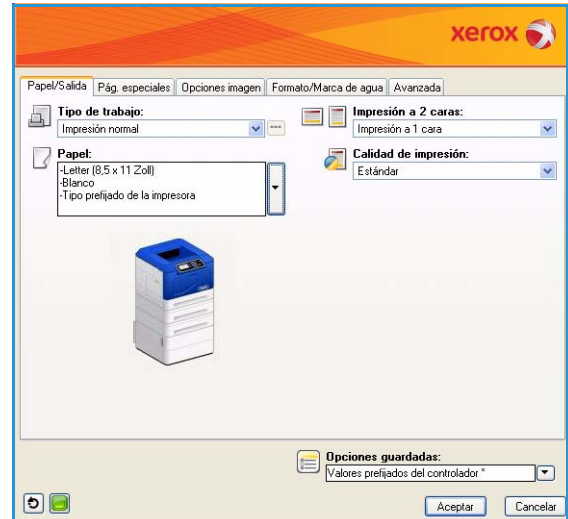 xerox
Papel/Salida Pág. especiales Opciones imagen Formato/Marca de agua Avanzada
Tipo de trabajo:
Impresión normal
Impresión a 2 caras:
Impresión a 1 cara
Papel:
-Letter (8,5 x 11 Zoll)
-Blanco
-Tipo prefijado de la impresora
Calidad de impresión:
Estándar
Opciones guardadas:
Valores prefijados del controlador *
Aceptar Cancelar